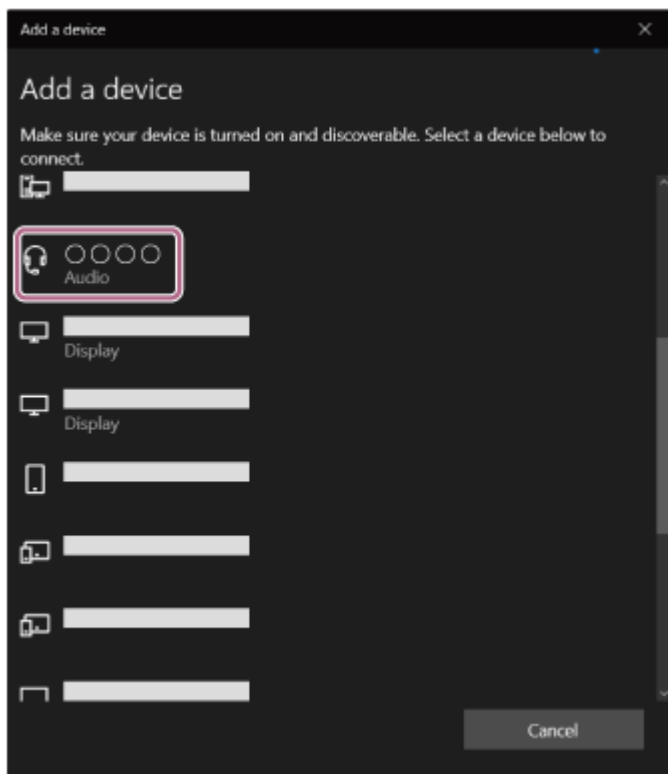 Add a device
Add a device
Make sure your device is turned on and discoverable. Select a device below to
connect.
○○○○
Audio
Display
Display
Cancel